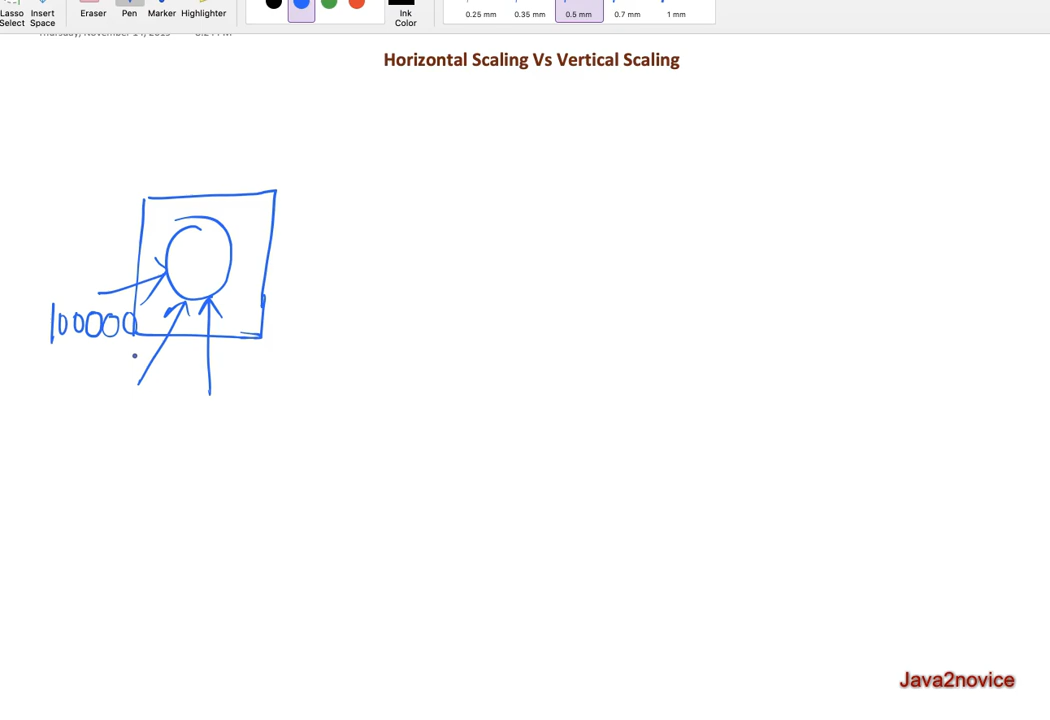 Lasso Select
Insert Space
Eraser
Pen
Marker
Highlighter
Ink Color
0.25 mm
0.35 mm
0.5 mm
0.7 mm
1 mm
Horizontal Scaling Vs Vertical Scaling
100000
Java2novice